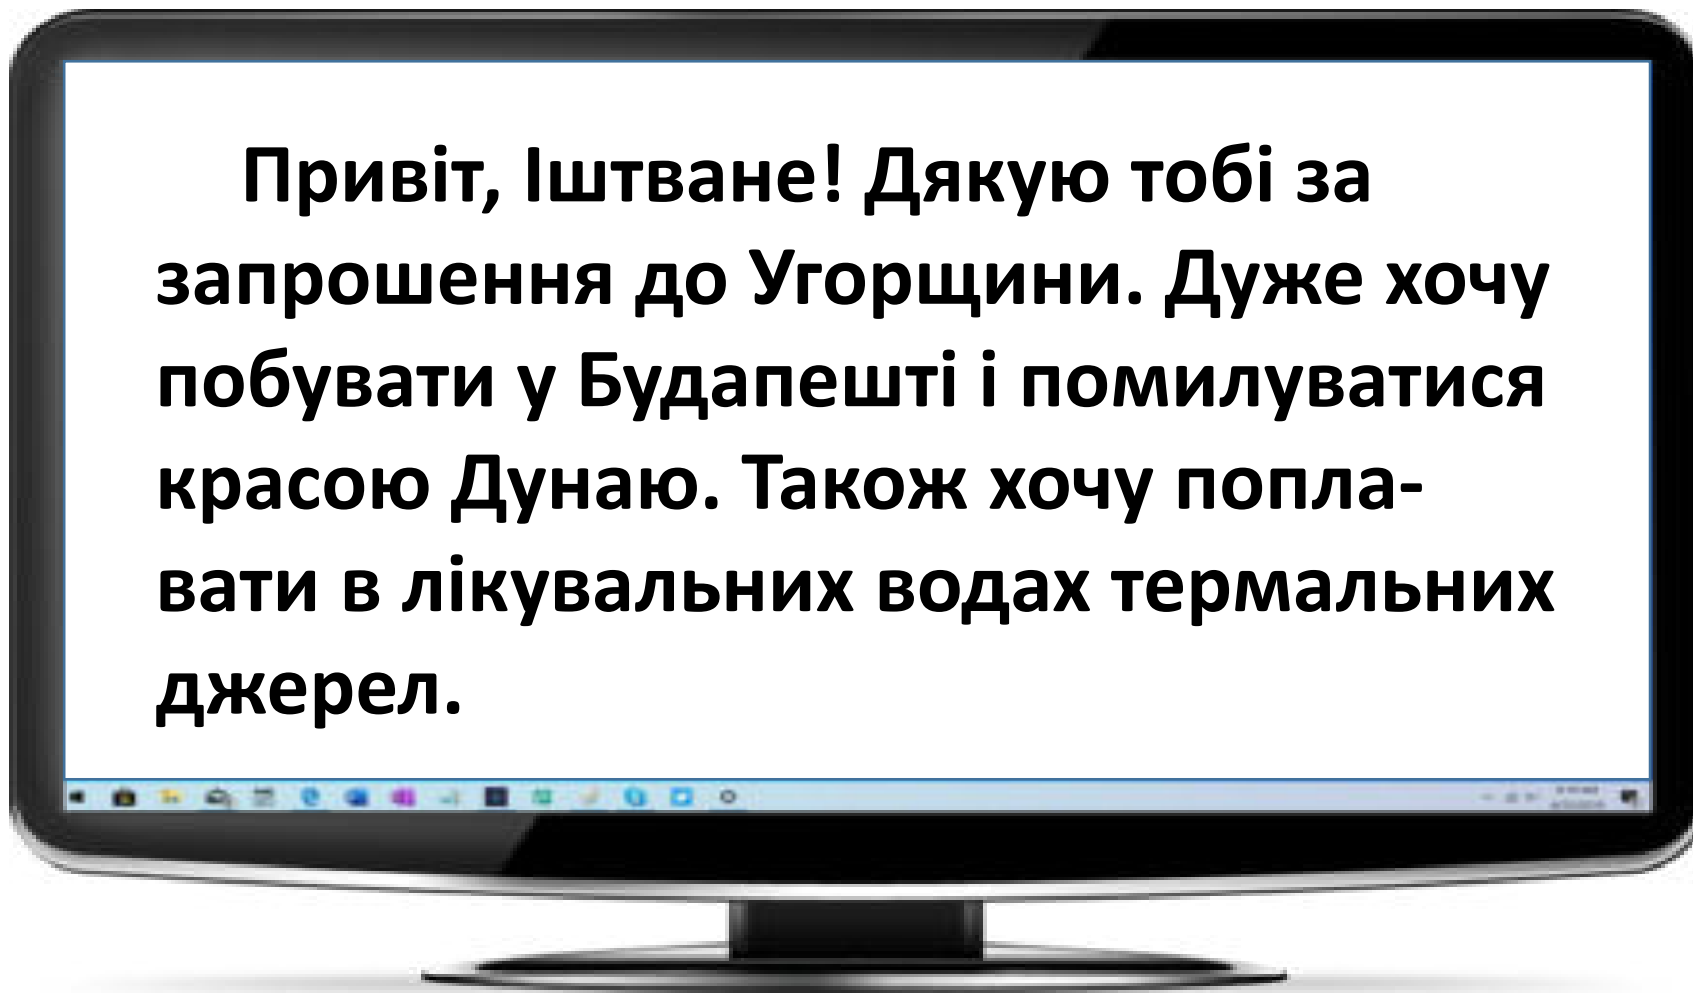 Привіт, Іштване! Дякую тобі за
запрошення до Угорщини. Дуже хочу
побувати у Будапешті і помилуватися
красою Дунаю. Також хочу попла-
вати в лікувальних водах термальних
джерел.